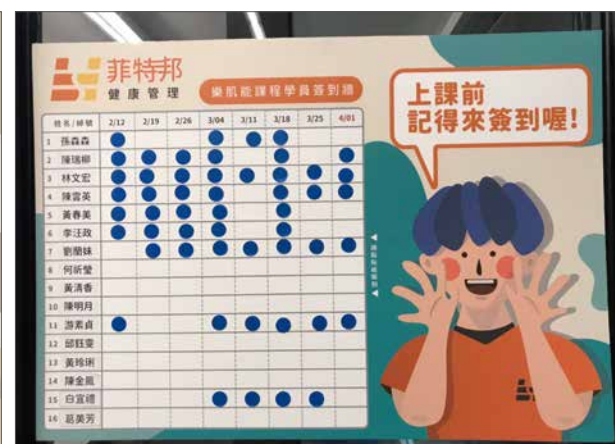 菲特邦
健康管理
樂肌能課程學員簽到牆
上課前
記得來簽到喔!
姓名/綽號 2/12 2/19 2/26 3/04 3/11 3/18 3/25 4/01
1 孫森森
2 陳瑞柳
3 林文宏
4 陳雲英
5 黃春美
6 李汪政
7 劉蘭妹
8 何昕瑩
9 黃清香
10 陳明月
11 游素貞
12 邱鈺雯
13 黃玲琍
14 陳金鳳
15 白宜禮
16 葛美芳